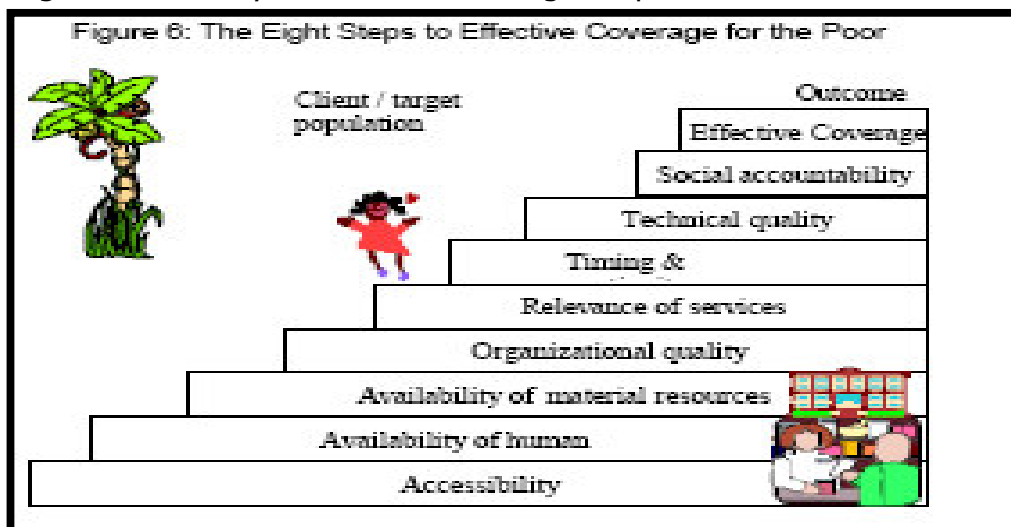 Figure 6: The Eight Steps to Effective Coverage for the Poor
Client / target
population
Outcome
Effective Coverage
Social accountability
Technical quality
Timing &
Relevance of services
Organizational quality
Availability of material resources
Availability of human
Accessibility